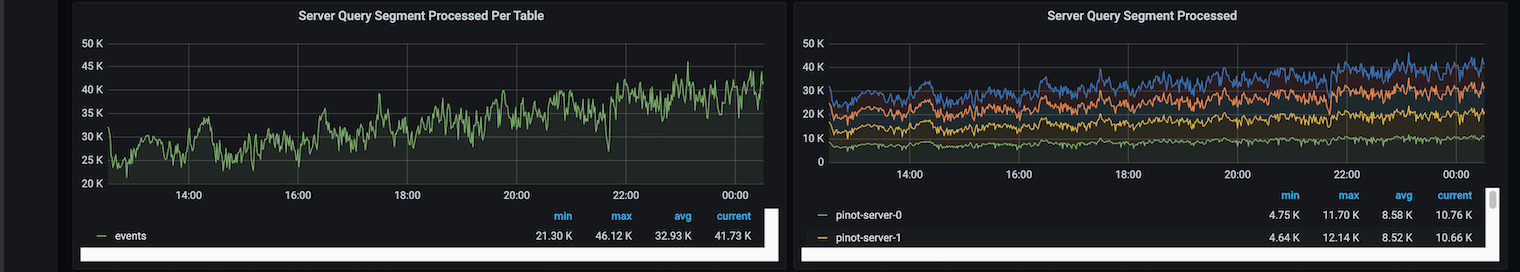 Server Query Segment Processed Per Table
50 K
45 K
40 K
35 K
30 K
25 K
20 K
14:00 16:00 18:00 20:00 22:00 00:00
min max avg current
events 21.30 K 46.12 K 32.93 K 41.73 K
Server Query Segment Processed
50 K
40 K
30 K
20 K
10 K
0
14:00 16:00 18:00 20:00 22:00 00:00
min max avg current
pinot-server-0 4.75 K 11.70 K 8.58 K 10.76 K
pinot-server-1 4.64 K 12.14 K 8.52 K 10.66 K